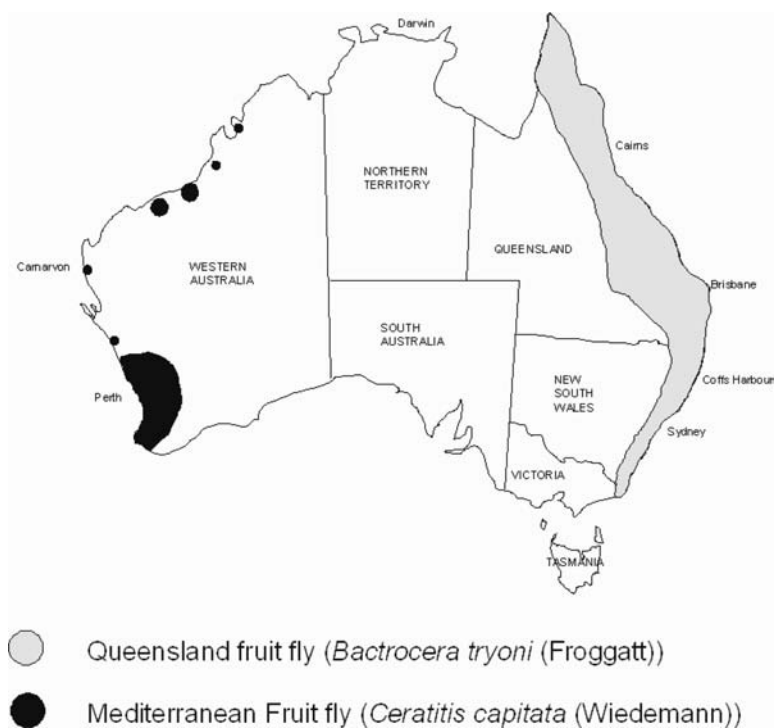 Darwin
Cairns
NORTHERN
TERRITORY
QUEENSLAND
Carnarvon
WESTERN
AUSTRALIA
Brisbane
SOUTH
AUSTRALIA
Coffs Harbour
NEW
SOUTH
WALES
Perth
Sydney
VICTORIA
TASMANIA
Queensland fruit fly (Bactrocera tryoni (Froggatt))
Mediterranean Fruit fly (Ceratitis capitata (Wiedemann))